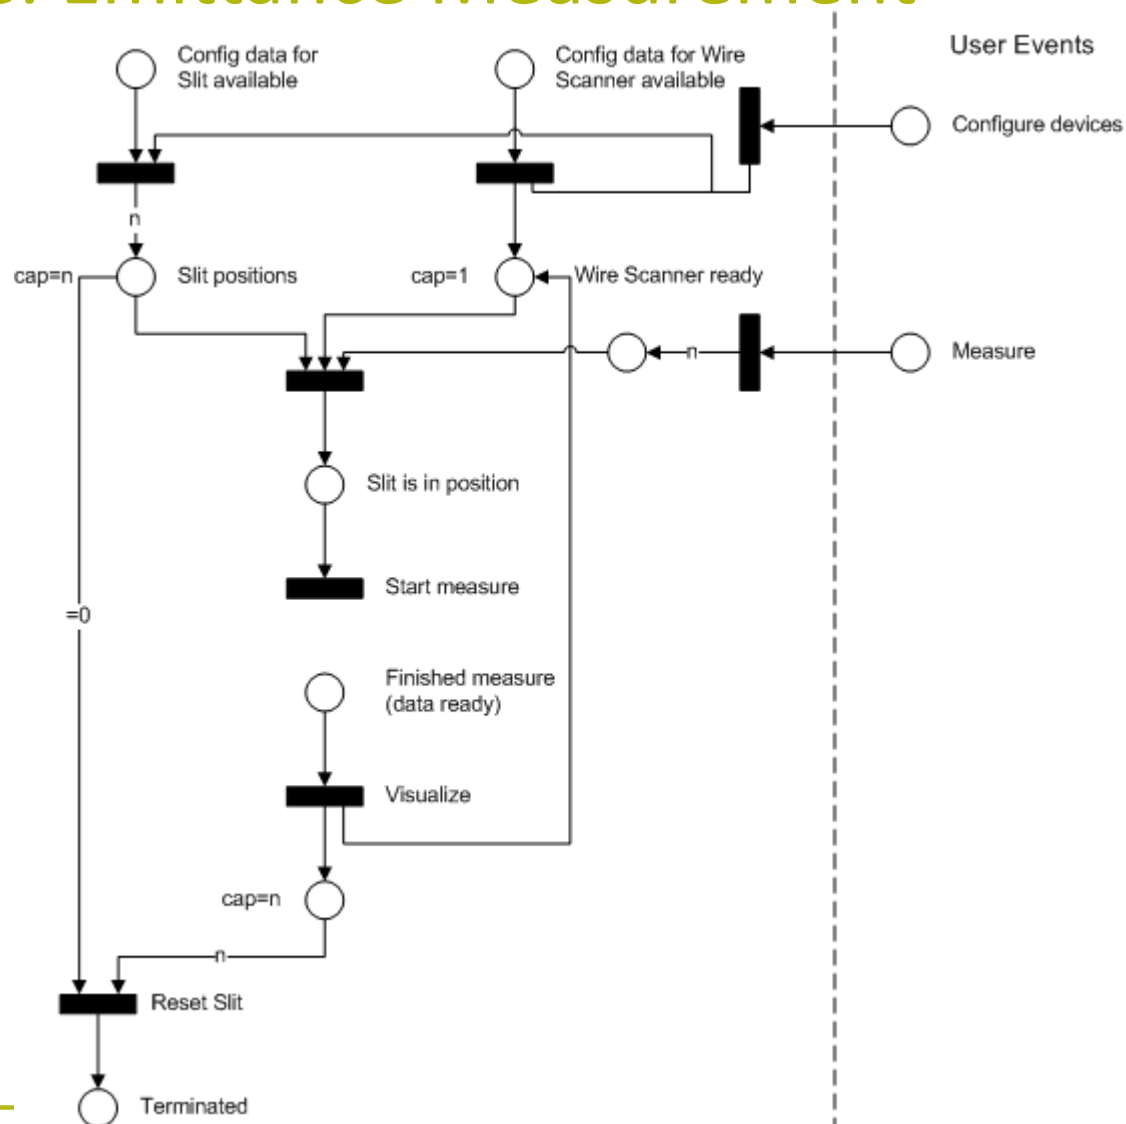 Emittance Measurement
Config data for
Slit available
Config data for Wire
Scanner available
User Events
Configure devices
n
cap=n
Slit positions
cap=1
Wire Scanner ready
n
Measure
Slit is in position
Start measure
=0
Finished measure
(data ready)
Visualize
cap=n
n
Reset Slit
Terminated